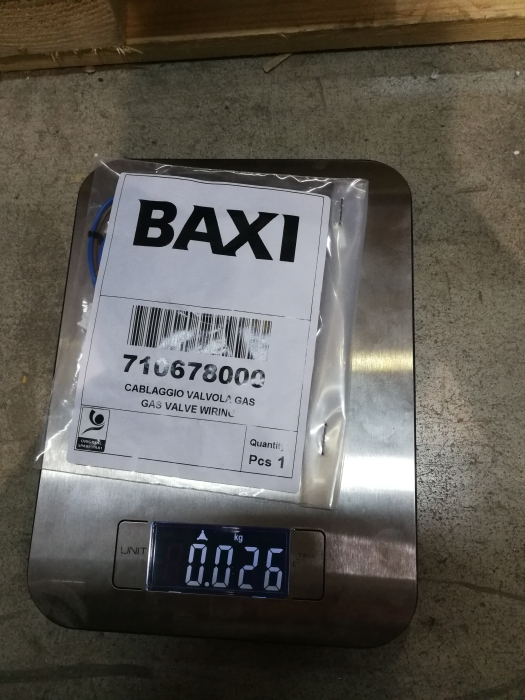 BAXI
710678000
CABLAGGIO VALVOLA GAS
GAS VALVE WIRING
Quantity
Pcs 1
kg
UNIT
0.026